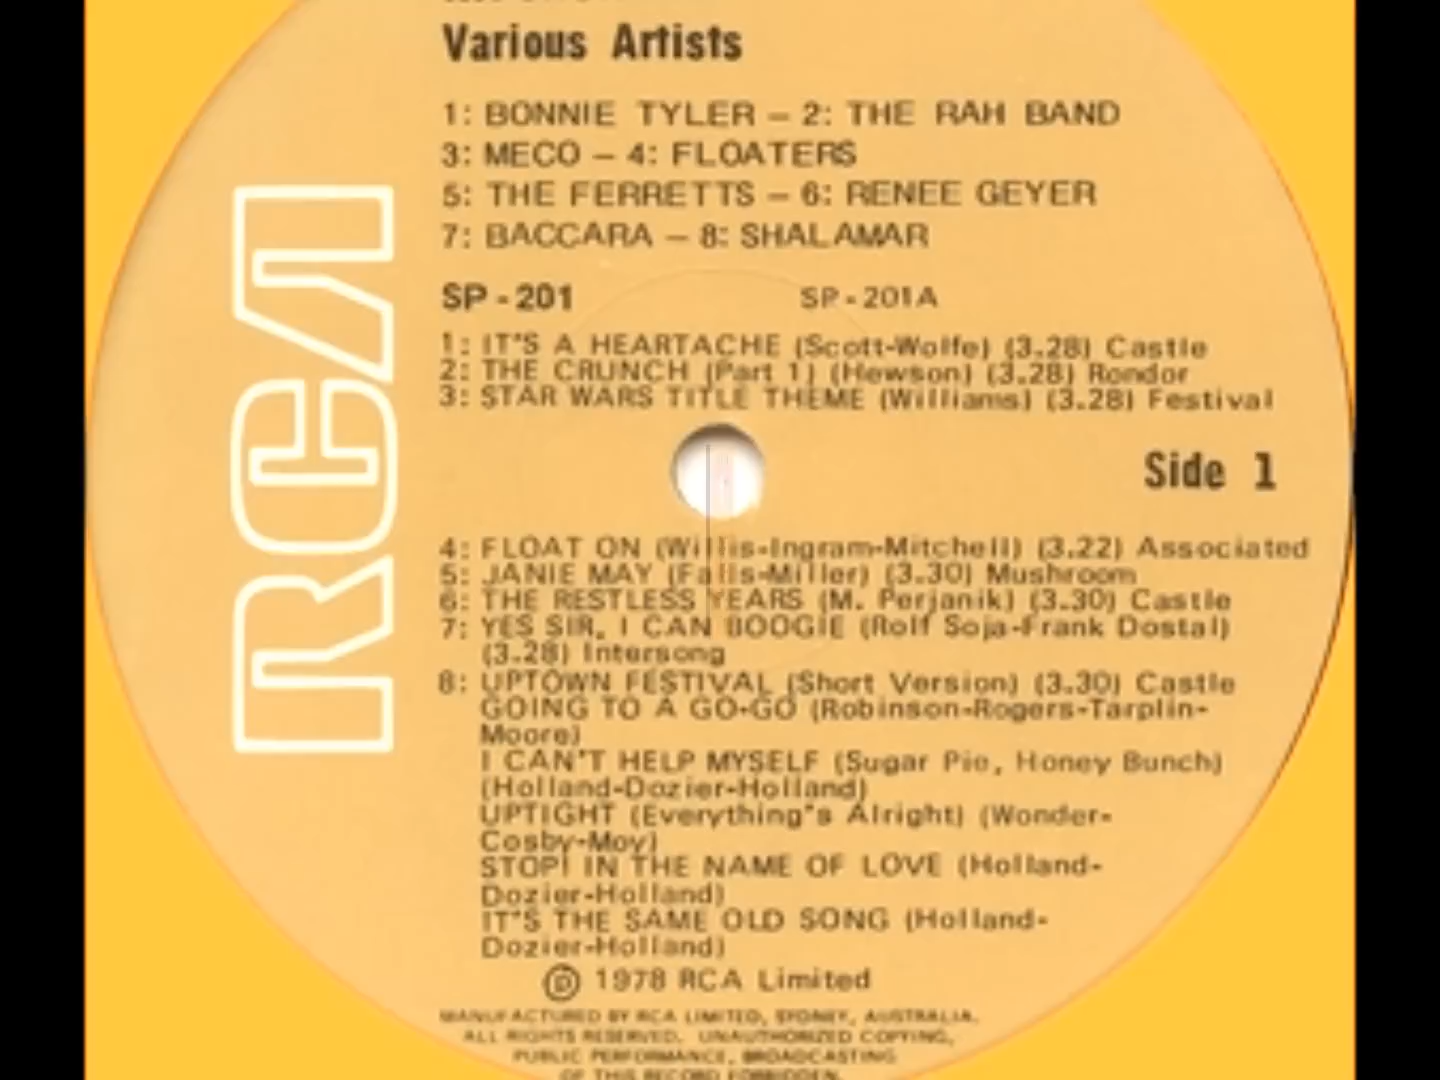 Various Artists
1: BONNIE TYLER – 2: THE RAH BAND
3: MECO – 4: FLOATERS
5: THE FERRETTS – 6: RENEE GEYER
7: BACCARA – 8: SHALAMAR
SP-201 SP-201A
1: IT'S A HEARTACHE (Scott-Wolfe) (3.28) Castle
2: THE CRUNCH (Part 1) (Hewson) (3.28) Rondor
3: STAR WARS TITLE THEME (Williams) (3.28) Festival
Side 1
4: FLOAT ON (Willis-Ingram-Mitchell) (3.22) Associated
5: JANIE MAY (Falls-Miller) (3.30) Mushroom
6: THE RESTLESS YEARS (M. Perjanik) (3.30) Castle
7: YES SIR, I CAN BOOGIE (Rolf Soja-Frank Dostal)
(3.28) Intersong
8: UPTOWN FESTIVAL (Short Version) (3.30) Castle
GOING TO A GO-GO (Robinson-Rogers-Tarplin-
Moore)
I CAN'T HELP MYSELF (Sugar Pie, Honey Bunch)
(Holland-Dozier-Holland)
UPTIGHT (Everything's Alright) (Wonder-
Cosby-Moy)
STOP! IN THE NAME OF LOVE (Holland-
Dozier-Holland)
IT'S THE SAME OLD SONG (Holland-
Dozier-Holland)
Ⓟ 1978 RCA Limited
MANUFACTURED BY RCA LIMITED, SYDNEY, AUSTRALIA.
ALL RIGHTS RESERVED. UNAUTHORIZED COPYING,
PUBLIC PERFORMANCE, BROADCASTING
OF THIS RECORD FORBIDDEN.
RCA